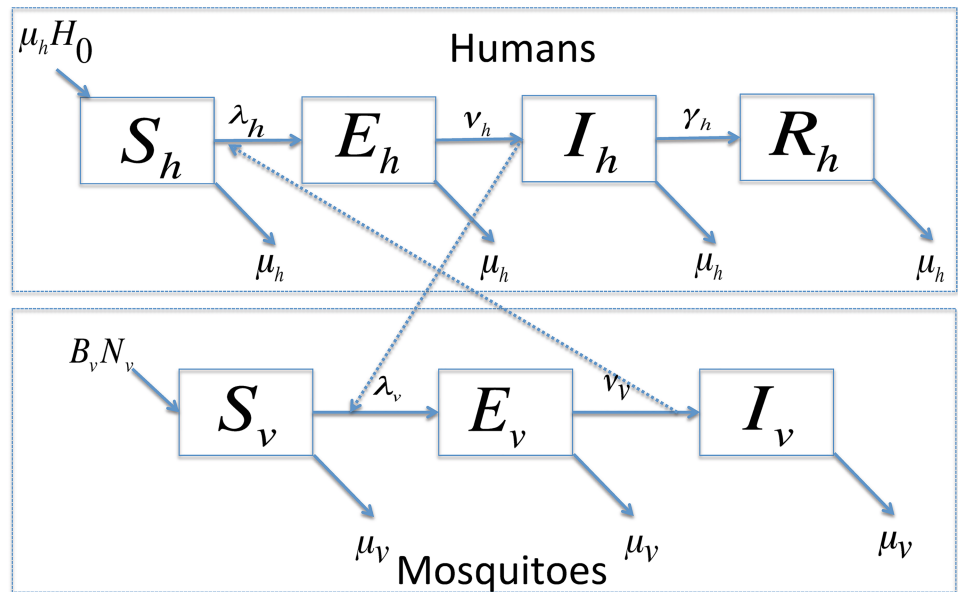 μₕH₀
Humans
λₕ
νₕ
γₕ
Sₕ
Eₕ
Iₕ
Rₕ
μₕ
μₕ
μₕ
μₕ
BᵥNᵥ
λᵥ
νᵥ
Sᵥ
Eᵥ
Iᵥ
μᵥ
μᵥ
μᵥ
Mosquitoes